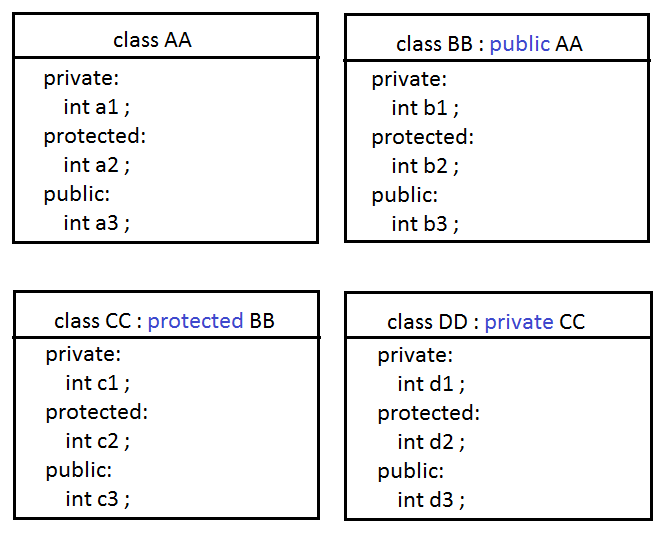 class AA
private:
int a1 ;
protected:
int a2 ;
public:
int a3 ;
class BB : public AA
private:
int b1 ;
protected:
int b2 ;
public:
int b3 ;
class CC : protected BB
private:
int c1 ;
protected:
int c2 ;
public:
int c3 ;
class DD : private CC
private:
int d1 ;
protected:
int d2 ;
public:
int d3 ;